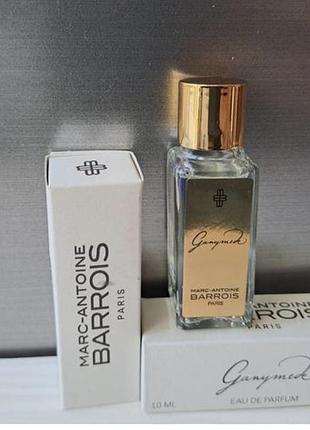 MARC-ANTOINE
BARROIS
PARIS
Ganymede
MARC-ANTOINE
BARROIS
PARIS
-ANTOINE
BARROIS
PARIS
Ganymede
10 ML
EAU DE PARFUM